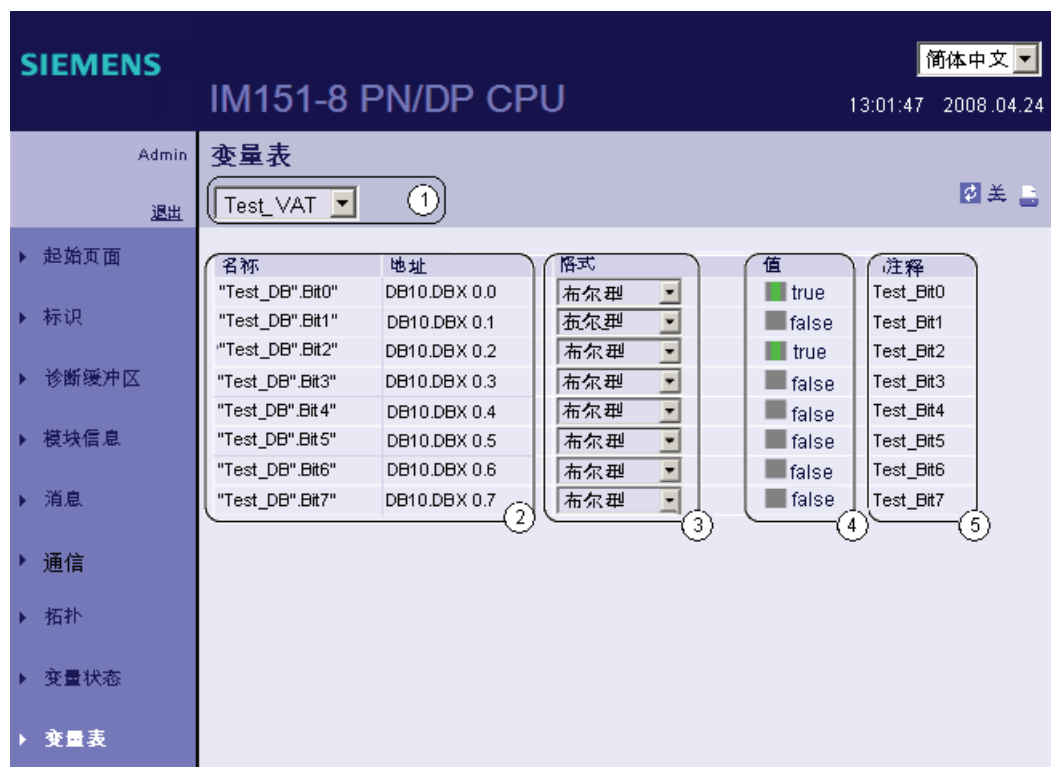 SIEMENS
简体中文
IM151-8 PN/DP CPU
13:01:47 2008.04.24
Admin
变量表
Test_VAT
1
关
退出
起始页面
标识
诊断缓冲区
模块信息
消息
通信
拓扑
变量状态
变量表
名称 地址 格式 值 注释
"Test_DB".Bit0" DB10.DBX 0.0 布尔型 true Test_Bit0
"Test_DB".Bit1" DB10.DBX 0.1 布尔型 false Test_Bit1
"Test_DB".Bit2" DB10.DBX 0.2 布尔型 true Test_Bit2
"Test_DB".Bit3" DB10.DBX 0.3 布尔型 false Test_Bit3
"Test_DB".Bit4" DB10.DBX 0.4 布尔型 false Test_Bit4
"Test_DB".Bit5" DB10.DBX 0.5 布尔型 false Test_Bit5
"Test_DB".Bit6" DB10.DBX 0.6 布尔型 false Test_Bit6
"Test_DB".Bit7" DB10.DBX 0.7 布尔型 false Test_Bit7
2 3 4 5